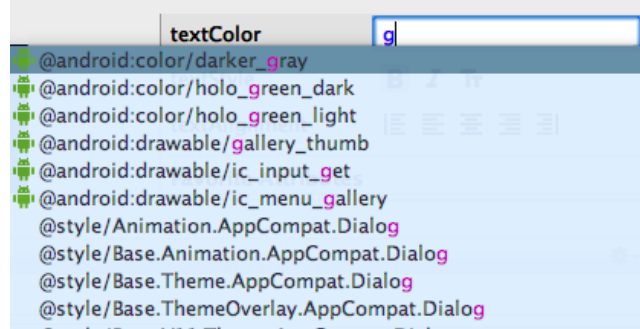 textColor g
@android:color/darker_gray
@android:color/holo_green_dark
@android:color/holo_green_light
@android:drawable/gallery_thumb
@android:drawable/ic_input_get
@android:drawable/ic_menu_gallery
@style/Animation.AppCompat.Dialog
@style/Base.Animation.AppCompat.Dialog
@style/Base.Theme.AppCompat.Dialog
@style/Base.ThemeOverlay.AppCompat.Dialog